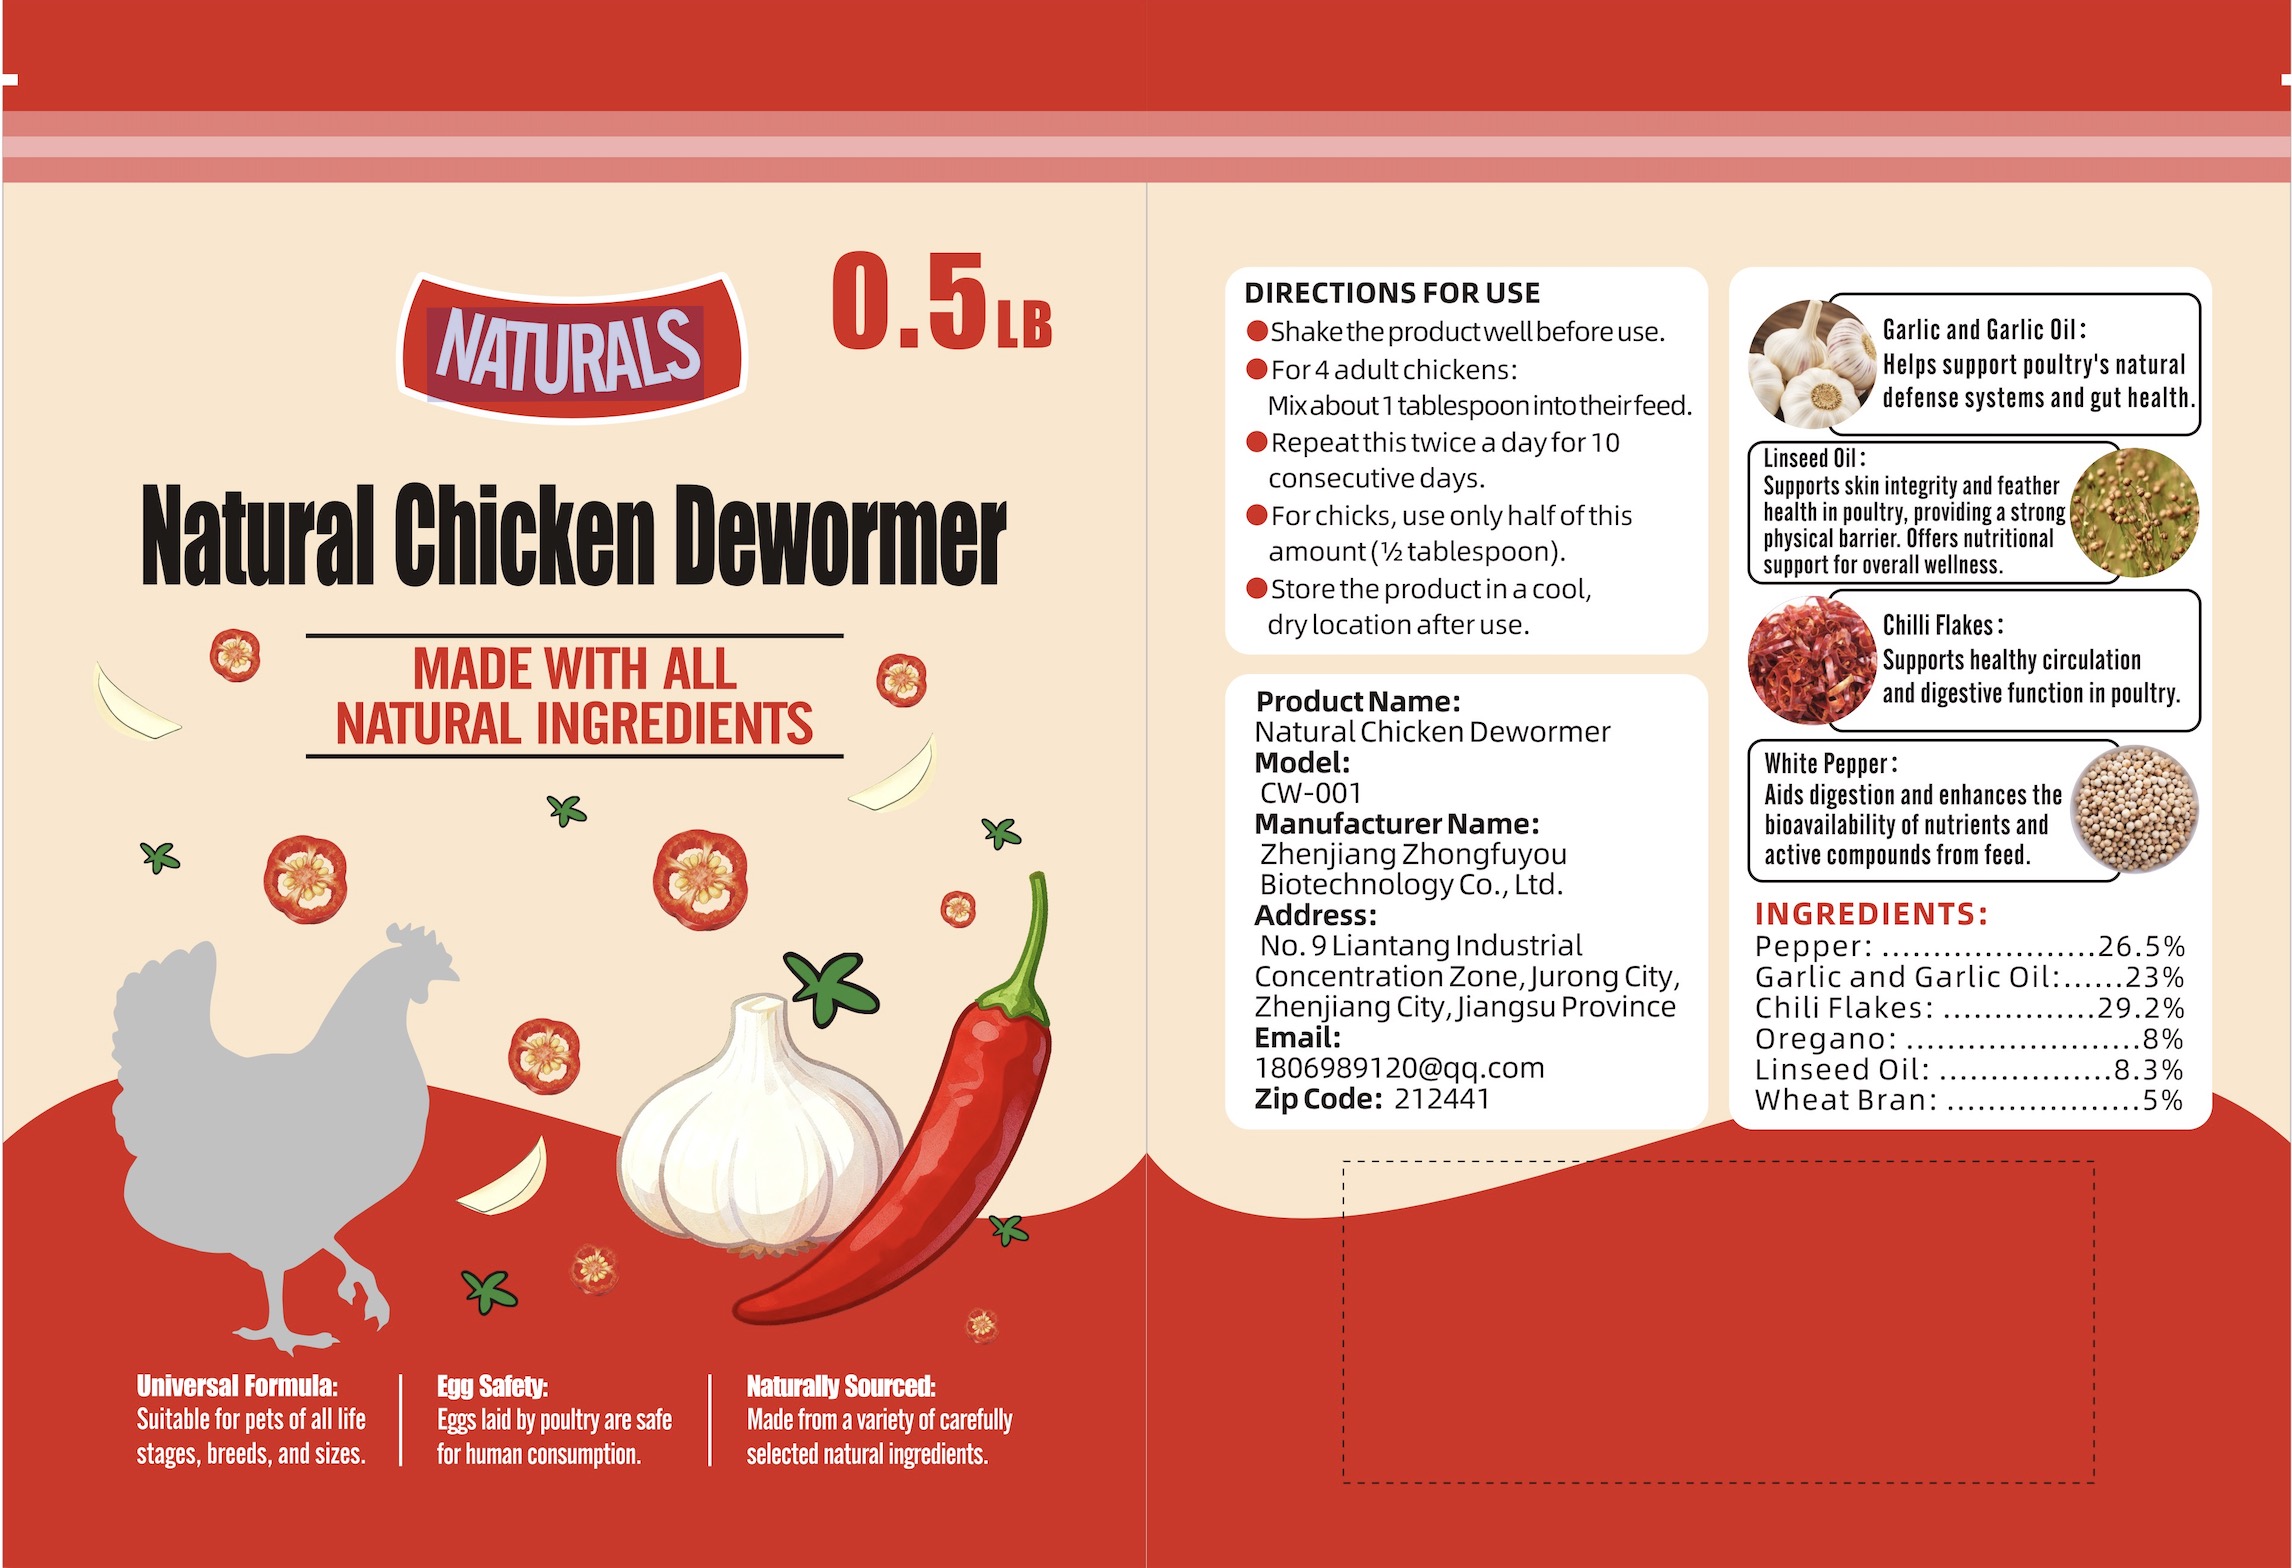 NATURALS
0.5LB
Natural Chicken Dewormer
MADE WITH ALL
NATURAL INGREDIENTS
Universal Formula:
Suitable for pets of all life
stages, breeds, and sizes.
Egg Safety:
Eggs laid by poultry are safe
for human consumption.
Naturally Sourced:
Made from a variety of carefully
selected natural ingredients.
DIRECTIONS FOR USE
●Shake the product well before use.
●For 4 adult chickens:
Mix about 1 tablespoon into their feed.
●Repeat this twice a day for 10
consecutive days.
●For chicks, use only half of this
amount (½ tablespoon).
●Store the product in a cool,
dry location after use.
Product Name:
Natural Chicken Dewormer
Model:
CW-001
Manufacturer Name:
Zhenjiang Zhongfuyou
Biotechnology Co., Ltd.
Address:
No. 9 Liantang Industrial
Concentration Zone, Jurong City,
Zhenjiang City, Jiangsu Province
Email:
1806989120@qq.com
Zip Code: 212441
Garlic and Garlic Oil:
Helps support poultry's natural
defense systems and gut health.
Linseed Oil:
Supports skin integrity and feather
health in poultry, providing a strong
physical barrier. Offers nutritional
support for overall wellness.
Chilli Flakes:
Supports healthy circulation
and digestive function in poultry.
White Pepper:
Aids digestion and enhances the
bioavailability of nutrients and
active compounds from feed.
INGREDIENTS:
Pepper: .....................26.5%
Garlic and Garlic Oil:......23%
Chili Flakes: ...............29.2%
Oregano: .......................8%
Linseed Oil: .................8.3%
Wheat Bran: ...................5%